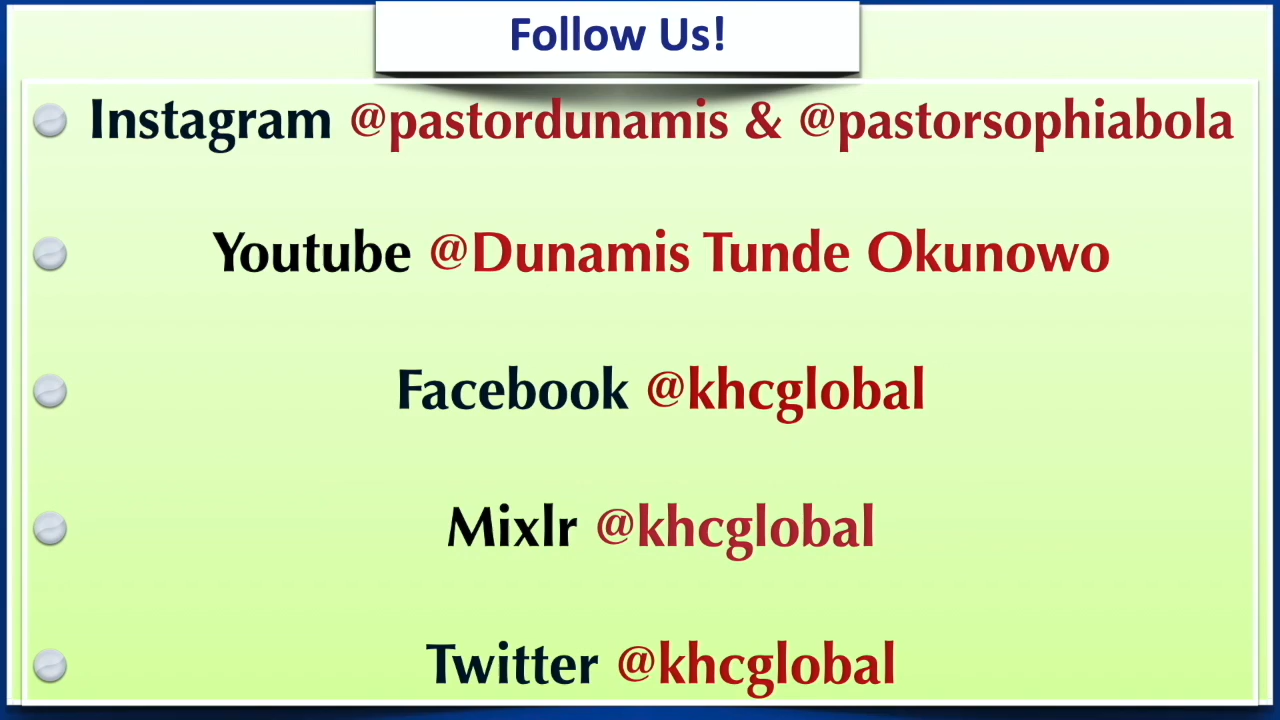 Follow Us!
Instagram @pastordunamis & @pastorsophiabola
Youtube @Dunamis Tunde Okunowo
Facebook @khcglobal
Mixlr @khcglobal
Twitter @khcglobal